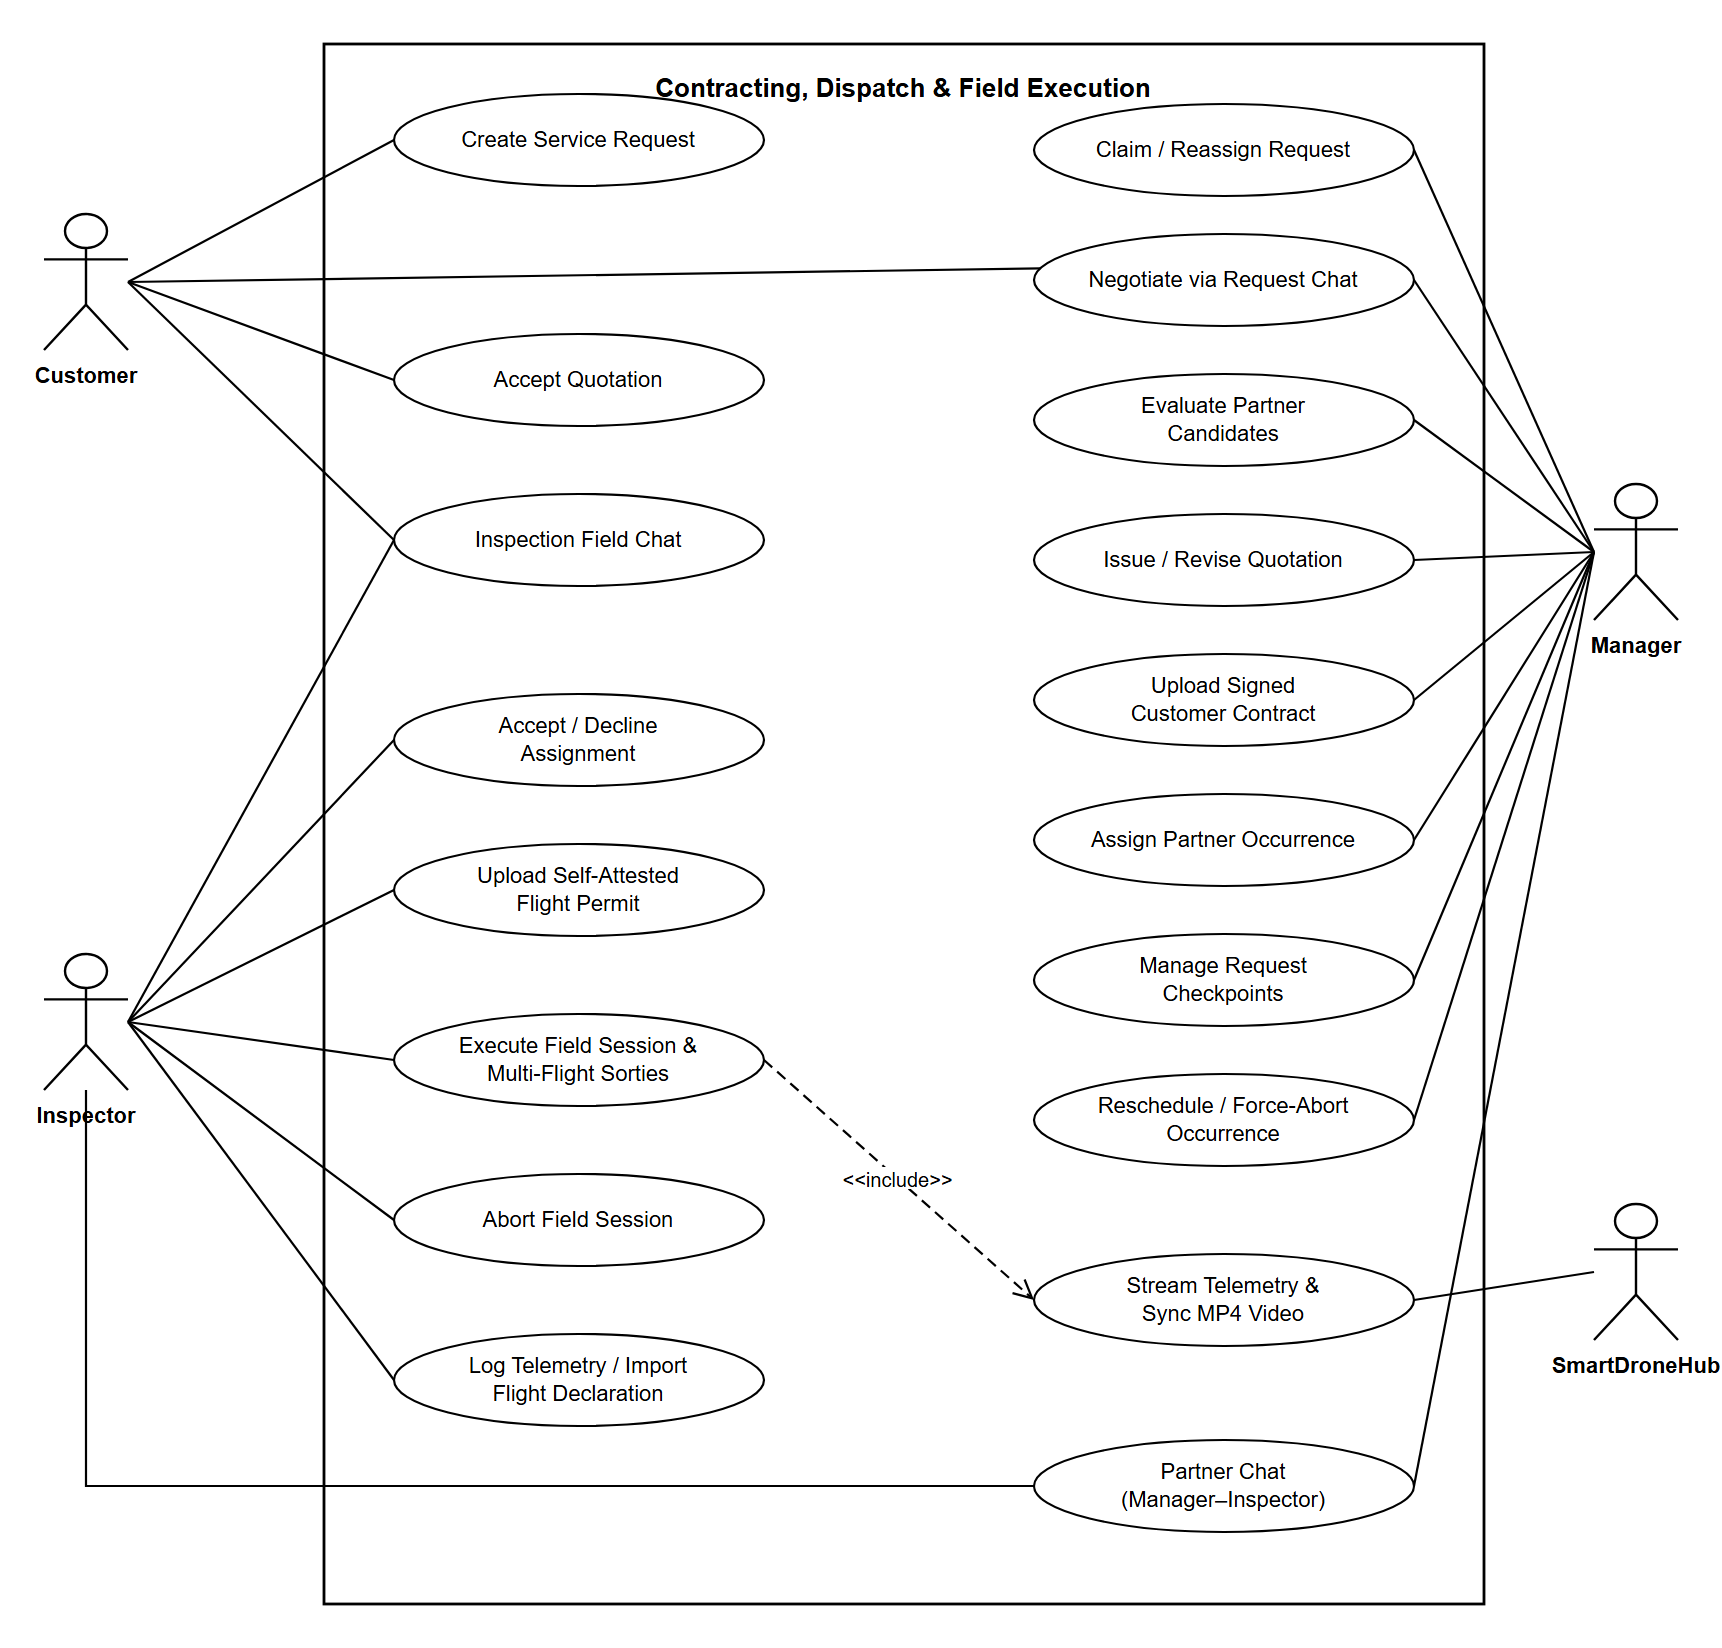 Contracting, Dispatch & Field Execution
Create Service Request
Claim / Reassign Request
Negotiate via Request Chat
Customer
Accept Quotation
Evaluate Partner
Candidates
Inspection Field Chat
Issue / Revise Quotation
Manager
Upload Signed
Customer Contract
Accept / Decline
Assignment
Assign Partner Occurrence
Upload Self-Attested
Flight Permit
Manage Request
Checkpoints
Execute Field Session &
Multi-Flight Sorties
Inspector
Reschedule / Force-Abort
Occurrence
<<include>>
Abort Field Session
Stream Telemetry &
Sync MP4 Video
SmartDroneHub
Log Telemetry / Import
Flight Declaration
Partner Chat
(Manager–Inspector)